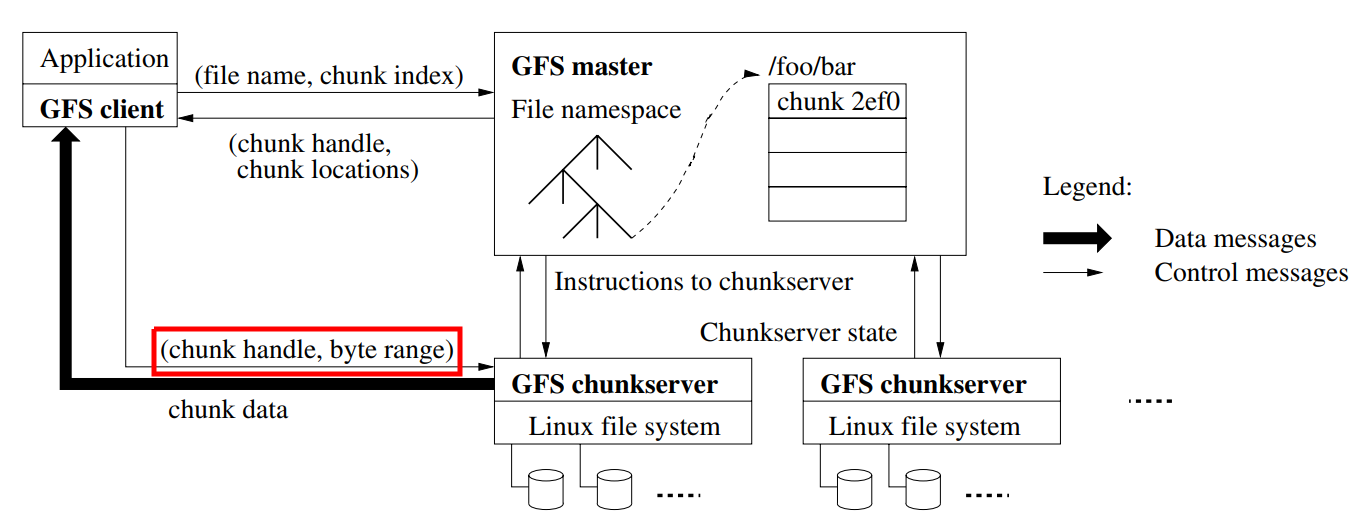 Application
GFS client
(file name, chunk index)
(chunk handle,
chunk locations)
GFS master
File namespace
/foo/bar
chunk 2ef0
Legend:
Data messages
Control messages
Instructions to chunkserver
Chunkserver state
(chunk handle, byte range)
chunk data
GFS chunkserver
Linux file system
GFS chunkserver
Linux file system